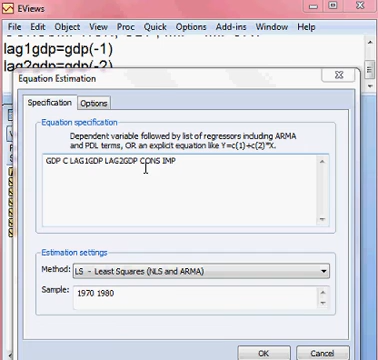 EViews
File Edit Object View Proc Quick Options Add-ins Window
lag1gdp=gdp(-1)
lag2gdp=gdp(-2)
Equation Estimation
Specification Options
Equation specification
Dependent variable followed by list of regressors including ARMA
and PDL terms, OR an explicit equation like Y=c(1)+c(2)*X.
GDP C LAG1GDP LAG2GDP CONS IMP
Estimation settings
Method: LS - Least Squares (NLS and ARMA)
Sample: 1970 1980
OK Cancel